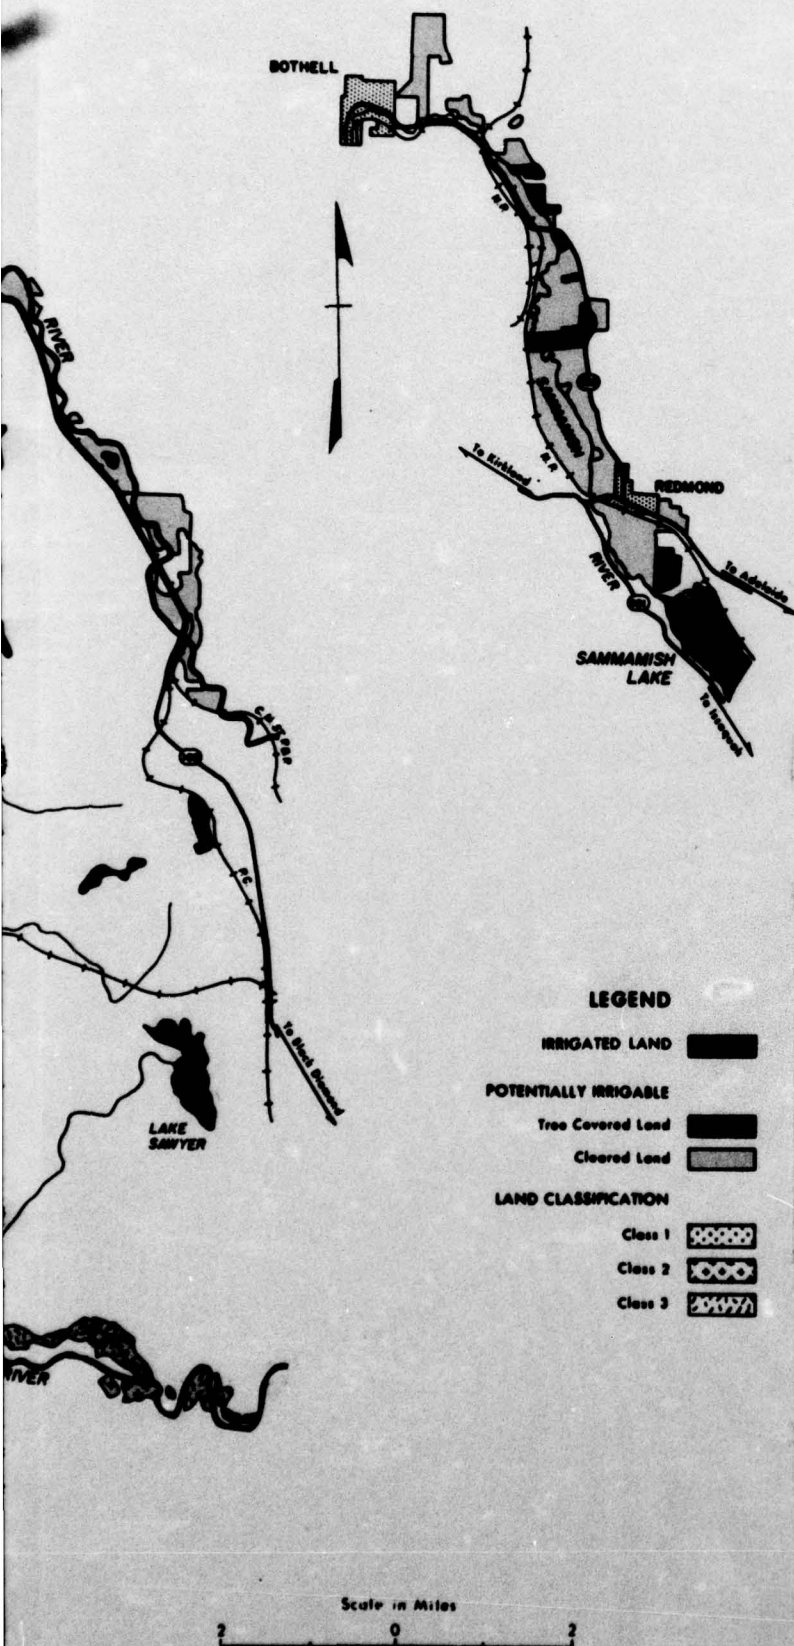 BOTHELL
N.P.
RIVER
SAMMAMISH
N.P.
To Kirkland
REDMOND
To Adelaide
RIVER
SAMMAMISH
LAKE
To Issaquah
P.C.
LEGEND
IRRIGATED LAND
POTENTIALLY IRRIGABLE
Tree Covered Land
Cleared Land
LAND CLASSIFICATION
Class 1
Class 2
Class 3
To Black Diamond
LAKE
SAWYER
RIVER
Scale in Miles
2 0 2